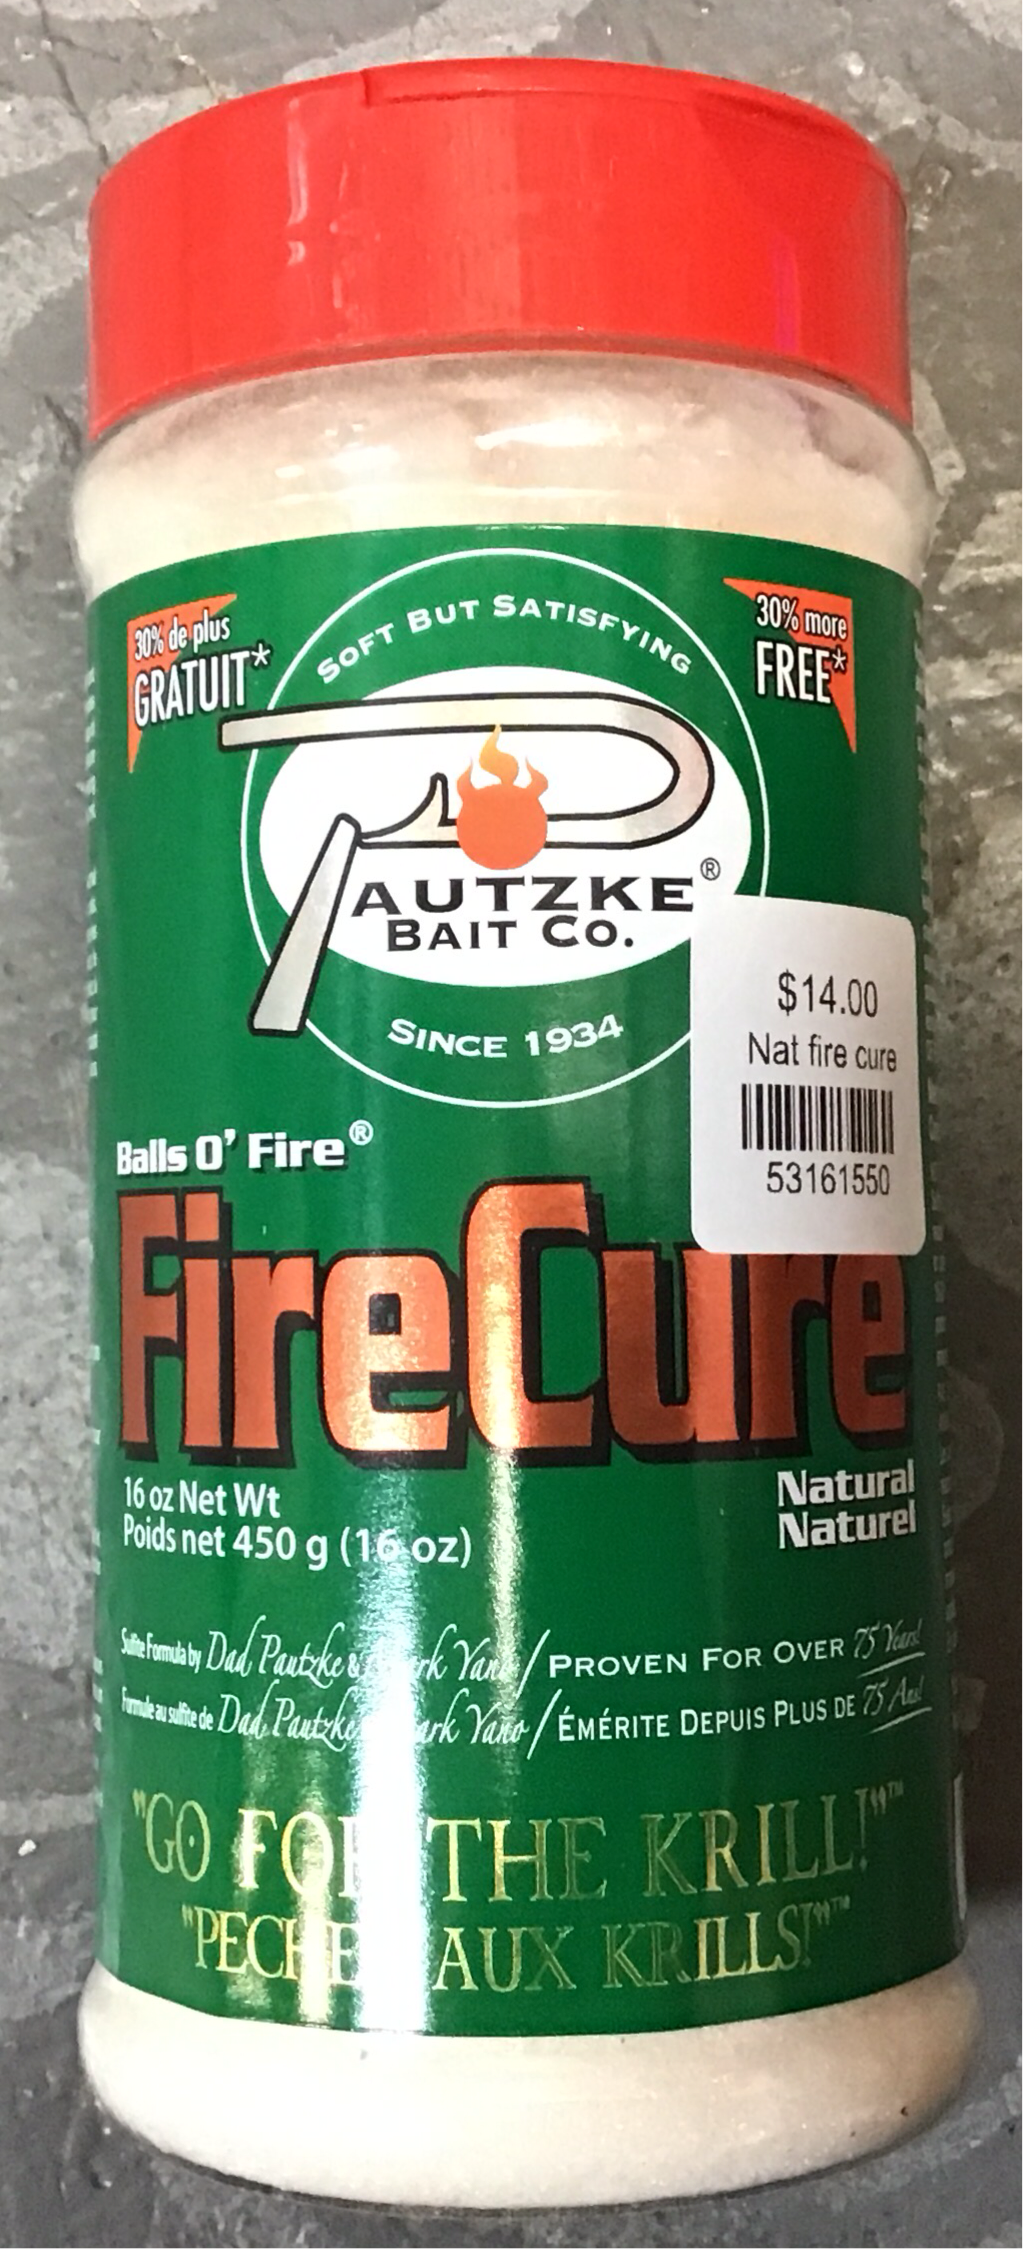 30% de plus
GRATUIT*
SOFT BUT SATISFYING
30% more
FREE*
PAUTZKE®
BAIT CO.
SINCE 1934
$14.00
Nat fire cure
53161550
Balls O' Fire®
FireCure
16 oz Net Wt
Poids net 450 g (16 oz)
Natural
Naturel
Sulfite Formula by Dad Pautzke & Yano / PROVEN FOR OVER 75 Years!
Formule au sulfite de Dad Pautzke Yano / ÉMÉRITE DEPUIS PLUS DE 75 Ans!
"GO FOR THE KRILL!"™
"PECHE AUX KRILLS!"™